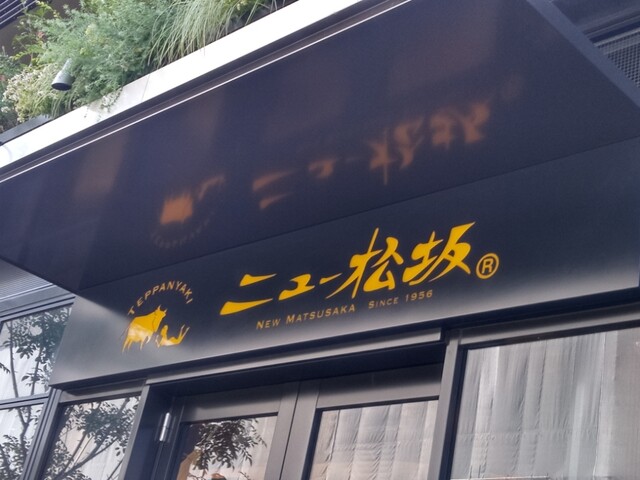 TEPPANYAKI
ニュー松坂®
NEW MATSUSAKA SINCE 1956